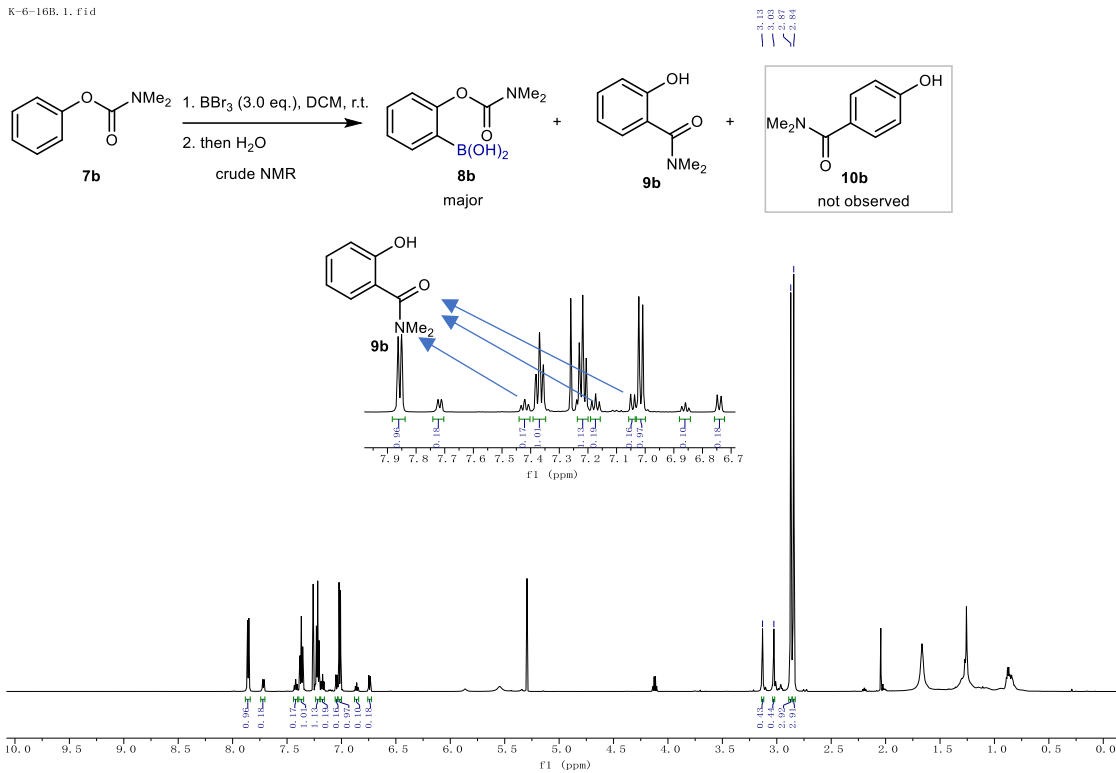 K-6-16B.1.fid
3.13
3.03
2.87
2.84
O
NMe2
O
7b
1. BBr3 (3.0 eq.), DCM, r.t.
2. then H2O
crude NMR
O
NMe2
O
B(OH)2
8b
major
+
OH
O
NMe2
9b
+
OH
Me2N
O
10b
not observed
OH
O
NMe2
9b
0.96
0.18
0.17
1.01
1.13
0.19
0.16
0.97
0.10
0.18
7.9 7.8 7.7 7.6 7.5 7.4 7.3 7.2 7.1 7.0 6.9 6.8 6.7
f1 (ppm)
0.96
0.18
0.17
1.01
1.13
0.19
0.16
0.97
0.10
0.18
0.43
0.44
2.92
2.91
10.0 9.5 9.0 8.5 8.0 7.5 7.0 6.5 6.0 5.5 5.0 4.5 4.0 3.5 3.0 2.5 2.0 1.5 1.0 0.5 0.0
f1 (ppm)